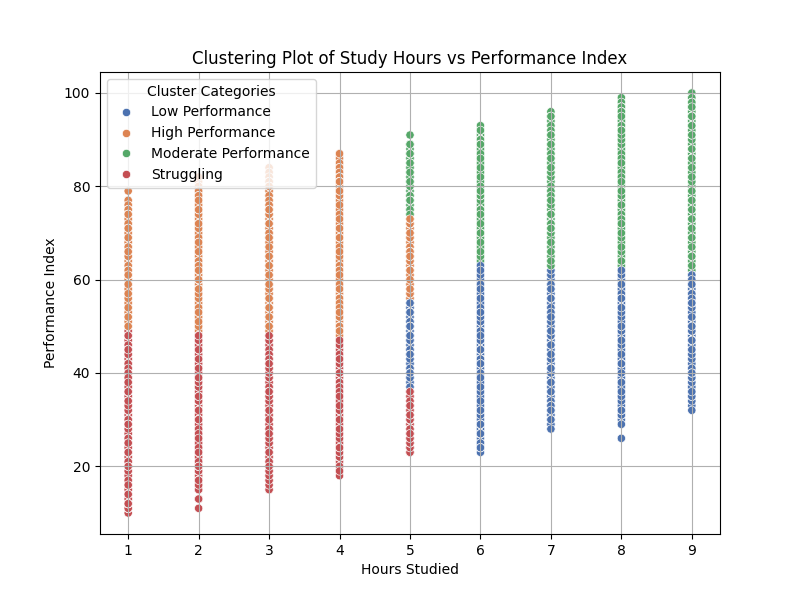 Clustering Plot of Study Hours vs Performance Index
Cluster Categories
Low Performance
High Performance
Moderate Performance
Struggling
100
80
60
40
20
Performance Index
1 2 3 4 5 6 7 8 9
Hours Studied